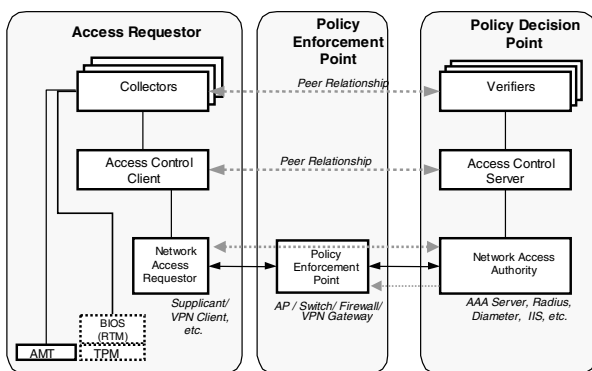 Access Requestor
Policy
Enforcement
Point
Policy Decision
Point
Collectors
Peer Relationship
Verifiers
Access Control
Client
Peer Relationship
Access Control
Server
Network
Access
Requestor
Policy
Enforcement
Point
Network Access
Authority
Supplicant/
VPN Client,
etc.
AP / Switch/ Firewall/
VPN Gateway
AAA Server, Radius,
Diameter, IIS, etc.
BIOS
(RTM)
AMT
TPM